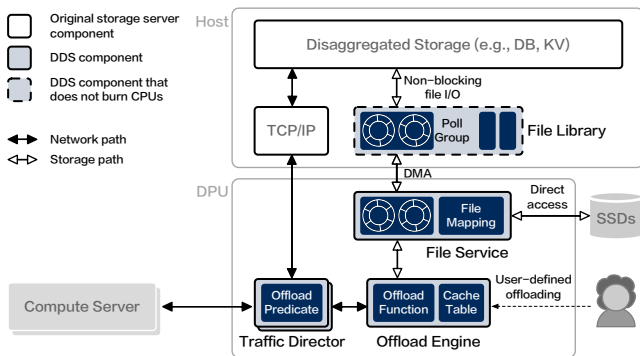 Original storage server
component
DDS component
DDS component that
does not burn CPUs
Network path
Storage path
Host
Disaggregated Storage (e.g., DB, KV)
Non-blocking
file I/O
TCP/IP
Poll
Group
File Library
DMA
DPU
File
Mapping
Direct
access
SSDs
File Service
User-defined
offloading
Compute Server
Offload
Predicate
Offload
Function
Cache
Table
Traffic Director
Offload Engine